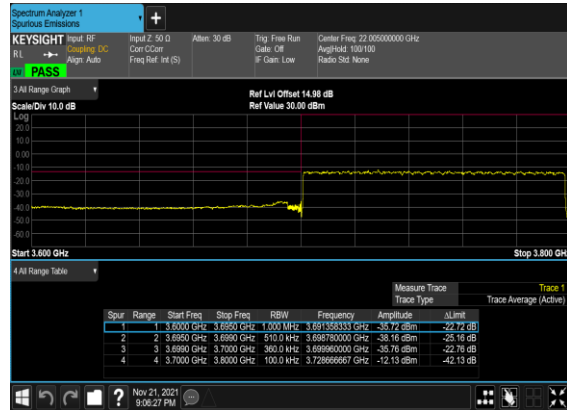 Spectrum Analyzer 1
Spurious Emissions
+
KEYSIGHT Input: RF Input Z: 50 Ω Atten: 30 dB Trig: Free Run Center Freq: 22.005000000 GHz
RL Coupling: DC Corr CCorr Gate: Off Avg|Hold: 100/100
Align: Auto Freq Ref: Int (S) IF Gain: Low Radio Std: None
PASS
3 All Range Graph
Ref Lvl Offset 14.98 dB
Scale/Div 10.0 dB Ref Value 30.00 dBm
Log
20.0
10.0
0.00
-10.0
-20.0
-30.0
-40.0
-50.0
-60.0
Start 3.600 GHz Stop 3.800 GH
4 All Range Table
Measure Trace Trace 1
Trace Type Trace Average (Active)
Spur Range Start Freq Stop Freq RBW Frequency Amplitude ΔLimit
1 1 3.6000 GHz 3.6950 GHz 1.000 MHz 3.691358333 GHz -35.72 dBm -22.72 dB
2 2 3.6950 GHz 3.6990 GHz 510.0 kHz 3.698780000 GHz -38.16 dBm -25.16 dB
3 3 3.6990 GHz 3.7000 GHz 360.0 kHz 3.699960000 GHz -35.76 dBm -22.76 dB
4 4 3.7000 GHz 3.8000 GHz 100.0 kHz 3.728666667 GHz -12.13 dBm -42.13 dB
? Nov 21, 2021
9:06:27 PM